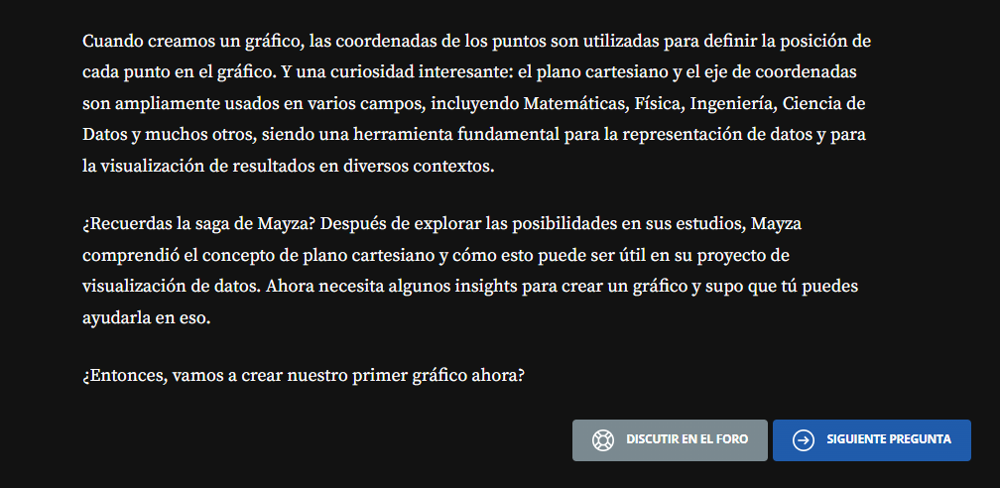 Cuando creamos un gráfico, las coordenadas de los puntos son utilizadas para definir la posición de
cada punto en el gráfico. Y una curiosidad interesante: el plano cartesiano y el eje de coordenadas
son ampliamente usados en varios campos, incluyendo Matemáticas, Física, Ingeniería, Ciencia de
Datos y muchos otros, siendo una herramienta fundamental para la representación de datos y para
la visualización de resultados en diversos contextos.
¿Recuerdas la saga de Mayza? Después de explorar las posibilidades en sus estudios, Mayza
comprendió el concepto de plano cartesiano y cómo esto puede ser útil en su proyecto de
visualización de datos. Ahora necesita algunos insights para crear un gráfico y supo que tú puedes
ayudarla en eso.
¿Entonces, vamos a crear nuestro primer gráfico ahora?
DISCUTIR EN EL FORO
SIGUIENTE PREGUNTA